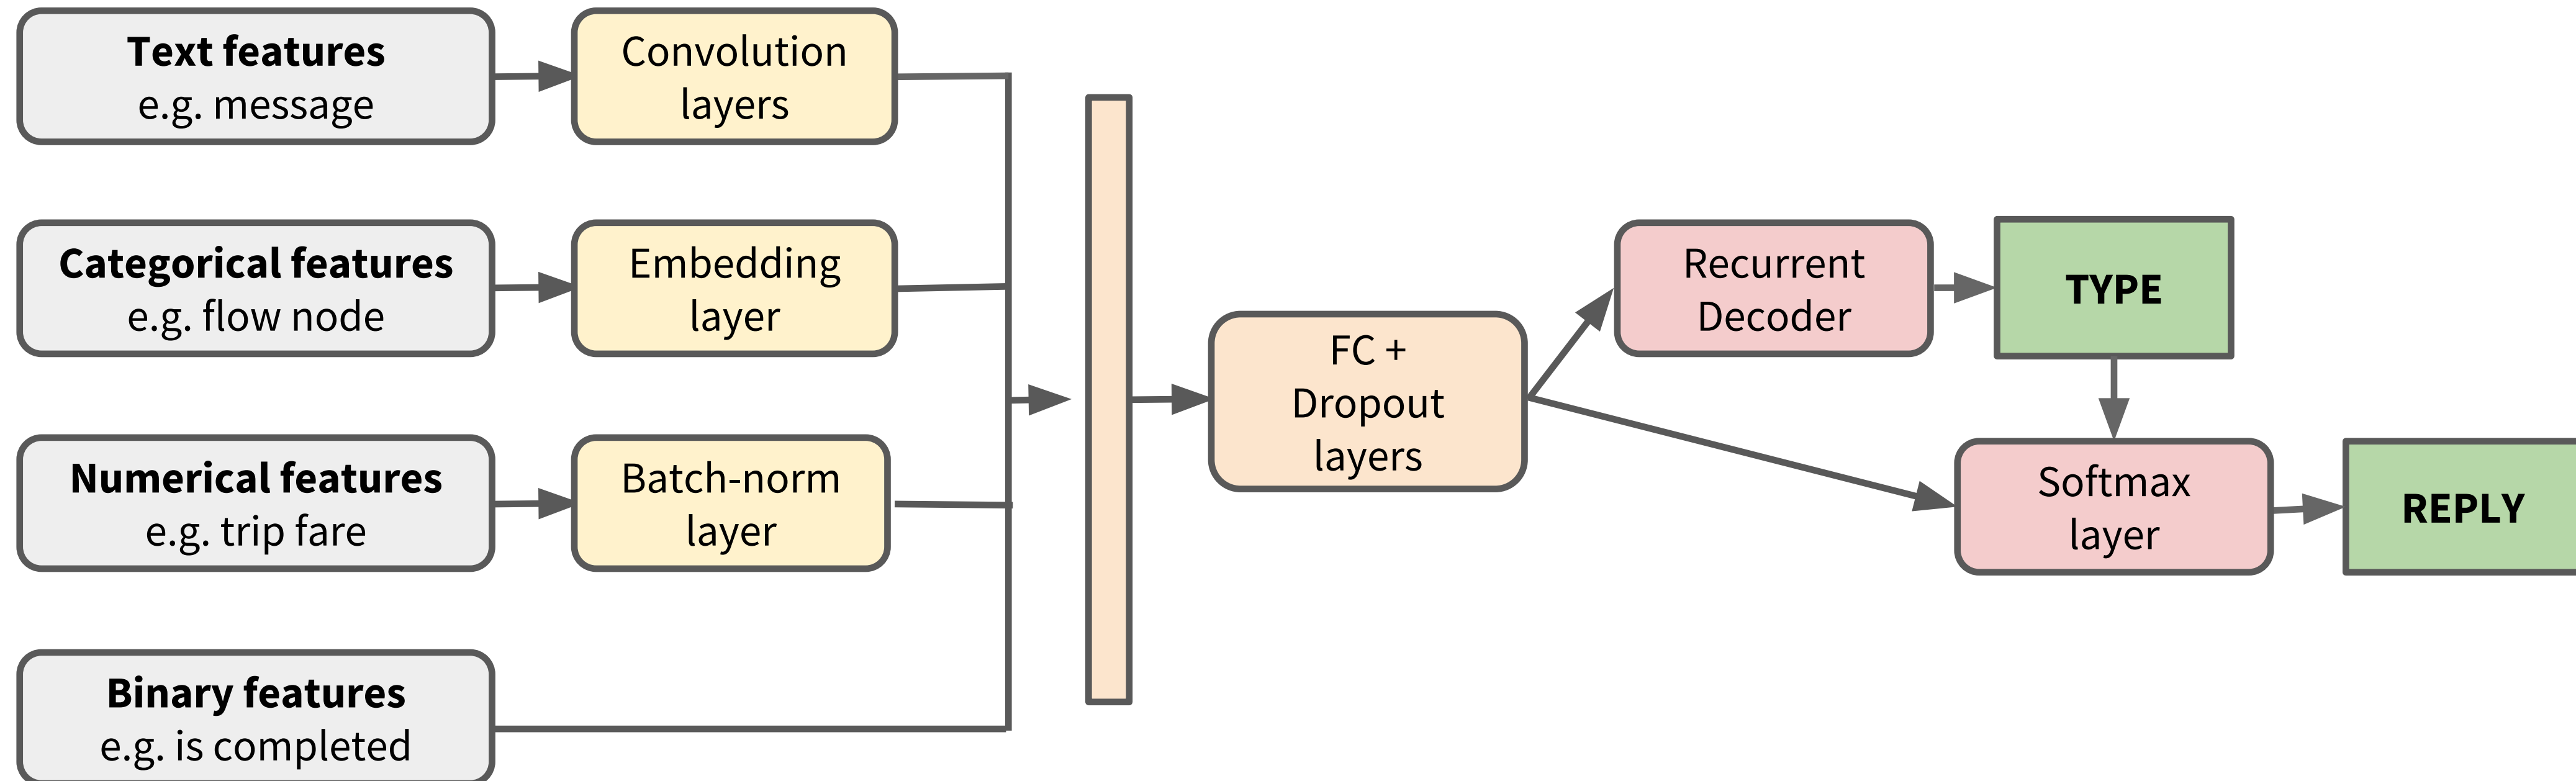 Text features
e.g. message
Convolution
layers
Categorical features
e.g. flow node
Embedding
layer
Numerical features
e.g. trip fare
Batch-norm
layer
Binary features
e.g. is completed
FC +
Dropout
layers
Recurrent
Decoder
TYPE
Softmax
layer
REPLY